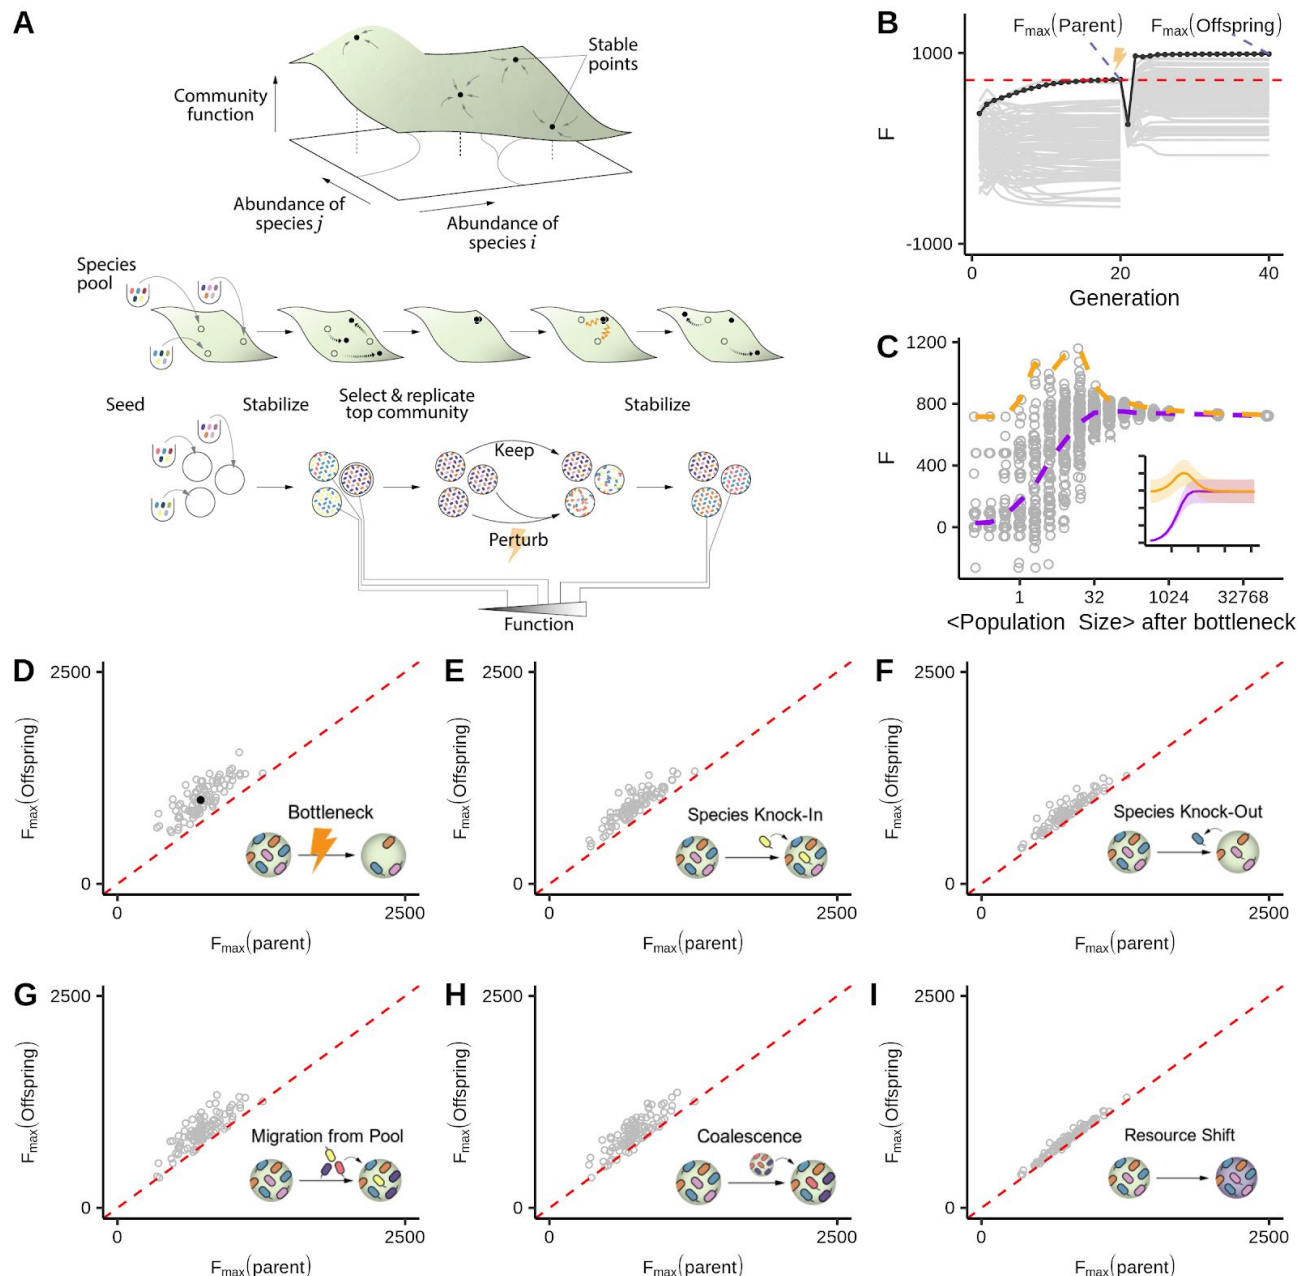 A
Community
function
Stable
points
Abundance of
species j
Abundance of
species i
Species
pool
Seed
Stabilize
Select & replicate
top community
Stabilize
Keep
Perturb
Function
B
Fmax(Parent)
Fmax(Offspring)
1000
-1000
F
0
20
40
Generation
C
1200
800
400
0
F
1
32
1024
32768
<Population Size> after bottleneck
D
2500
0
Fmax(Offspring)
Bottleneck
0
2500
Fmax(parent)
E
2500
0
Fmax(Offspring)
Species Knock-In
0
2500
Fmax(parent)
F
2500
0
Fmax(Offspring)
Species Knock-Out
0
2500
Fmax(parent)
G
2500
0
Fmax(Offspring)
Migration from Pool
0
2500
Fmax(parent)
H
2500
0
Fmax(Offspring)
Coalescence
0
2500
Fmax(parent)
I
2500
0
Fmax(Offspring)
Resource Shift
0
2500
Fmax(parent)